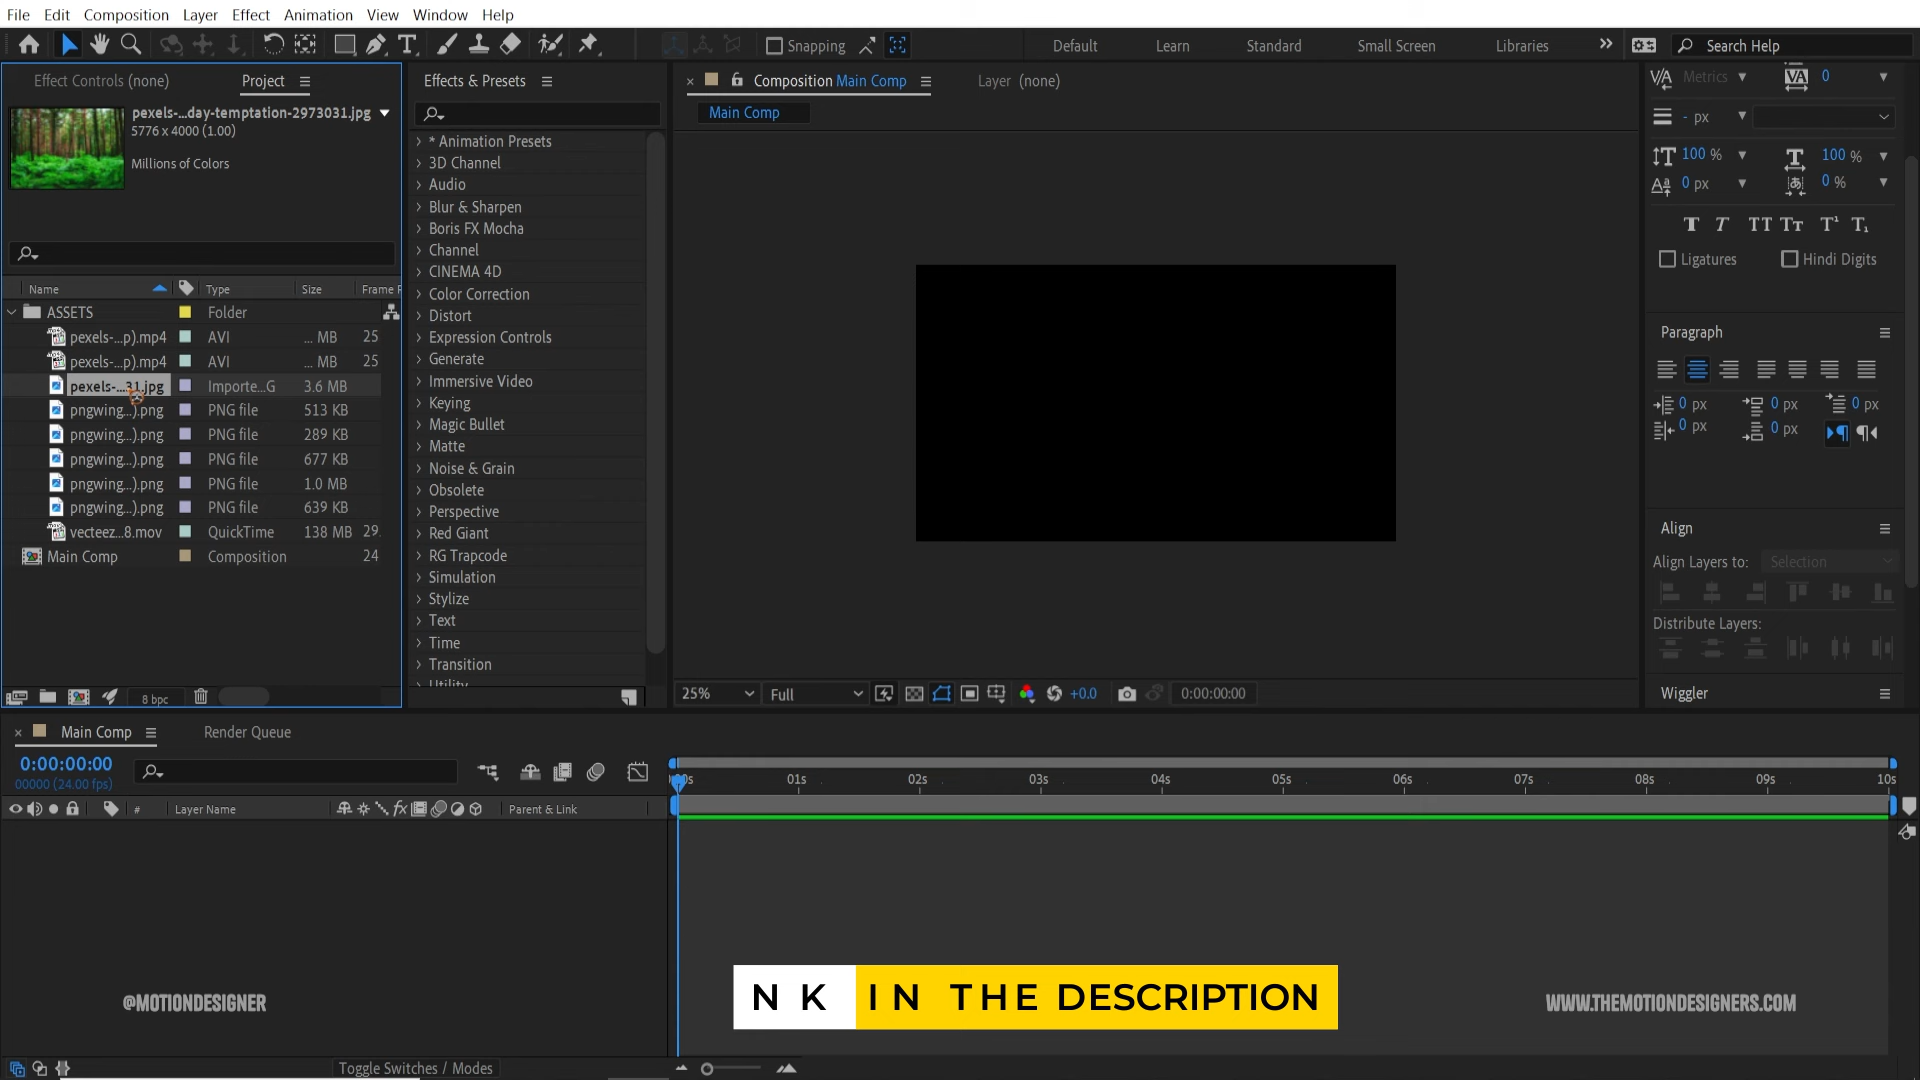 File Edit Composition Layer Effect Animation View Window Help
Snapping Default Learn Standard Small Screen Libraries Search Help
Effect Controls (none) Project
pexels-...day-temptation-2973031.jpg
5776 x 4000 (1.00)
Millions of Colors
Name Type Size Frame R
ASSETS Folder
pexels-...p).mp4 AVI ... MB 25
pexels-...p).mp4 AVI ... MB 25
pexels-...31.jpg Importe...G 3.6 MB
pngwing...).png PNG file 513 KB
pngwing...).png PNG file 289 KB
pngwing...).png PNG file 677 KB
pngwing...).png PNG file 1.0 MB
pngwing...).png PNG file 639 KB
vecteez...8.mov QuickTime 138 MB 29.
Main Comp Composition 24
8 bpc
Effects & Presets
* Animation Presets
3D Channel
Audio
Blur & Sharpen
Boris FX Mocha
Channel
CINEMA 4D
Color Correction
Distort
Expression Controls
Generate
Immersive Video
Keying
Magic Bullet
Matte
Noise & Grain
Obsolete
Perspective
Red Giant
RG Trapcode
Simulation
Stylize
Text
Time
Transition
Utility
Composition Main Comp Layer (none)
Main Comp
25% Full +0.0 0:00:00:00
Metrics 0
- px
100 % 100 %
0 px 0 %
Ligatures Hindi Digits
Paragraph
0 px 0 px 0 px
0 px 0 px
Align
Align Layers to: Selection
Distribute Layers:
Wiggler
Main Comp Render Queue
0:00:00:00
00000 (24.00 fps)
01s 02s 03s 04s 05s 06s 07s 08s 09s 10s
# Layer Name Parent & Link
N K IN THE DESCRIPTION
@MOTIONDESIGNER
WWW.THEMOTIONDESIGNERS.COM
Toggle Switches / Modes